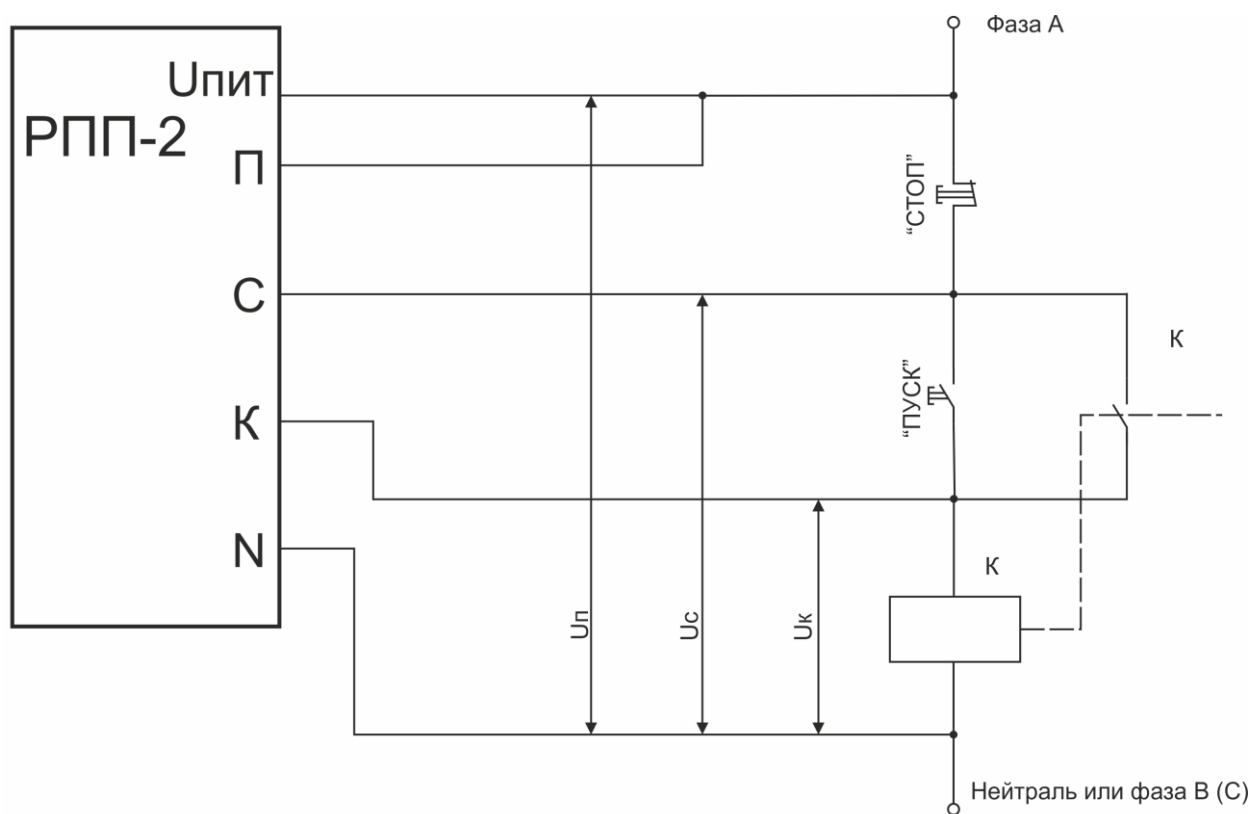 Фаза А
Uпит
РПП-2
П
“СТОП”
С
К
“ПУСК”
К
N
К
Uп
Uс
Uк
Нейтраль или фаза В (С)